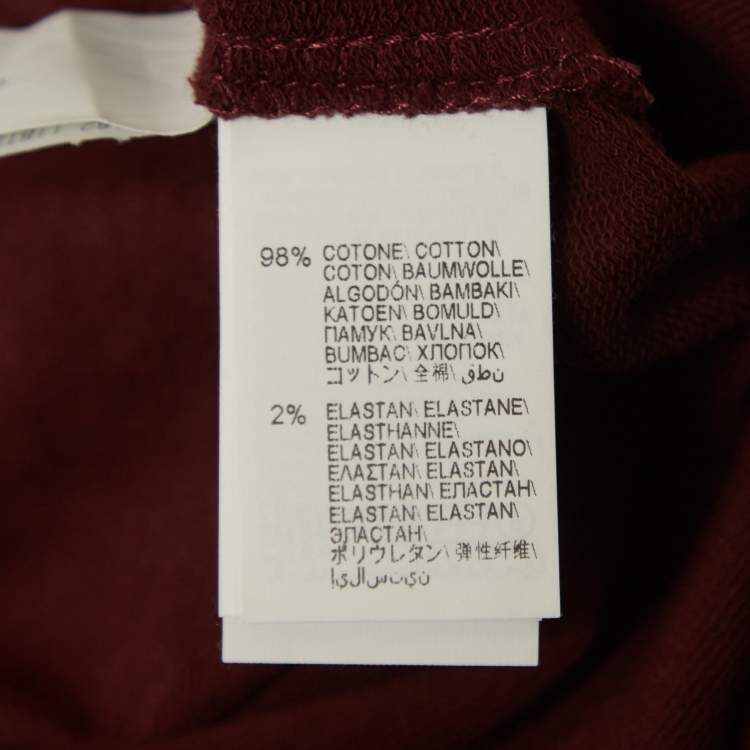 98% COTONE\ COTTON\
COTON\ BAUMWOLLE\
ALGODÓN\ BAMBAKI\
KATOEN\ BOMULD\
ПАМУК\ BAVLNA\
BUMBAC\ ХЛОПОК\
コットン\ 全棉\ قطن
2% ELASTAN\ ELASTANE\
ELASTHANNE\
ELASTAN\ ELASTANO\
ΕΛΑΣΤΑΝ\ ELASTAN\
ELASTHAN\ ЕЛАСТАН\
ELASTAN\ ELASTAN\
ЭЛАСТАН\
ポリウレタン\ 弹性纤维\
إيلاستين